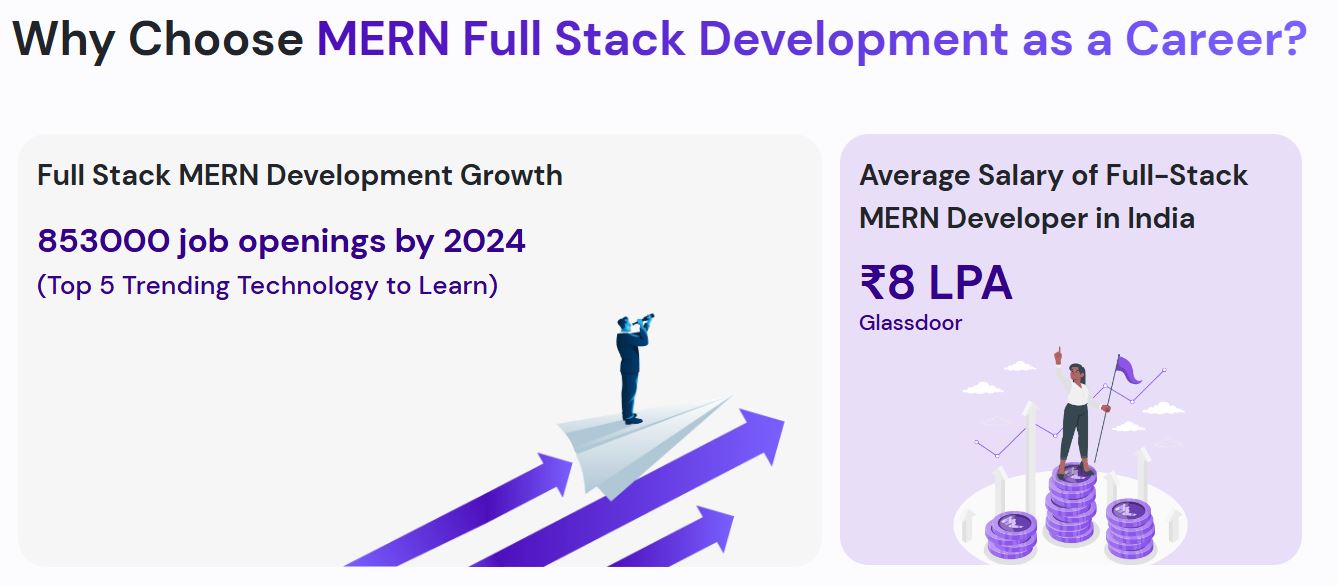 Why Choose MERN Full Stack Development as a Career?
Full Stack MERN Development Growth
853000 job openings by 2024
(Top 5 Trending Technology to Learn)
Average Salary of Full-Stack
MERN Developer in India
₹8 LPA
Glassdoor